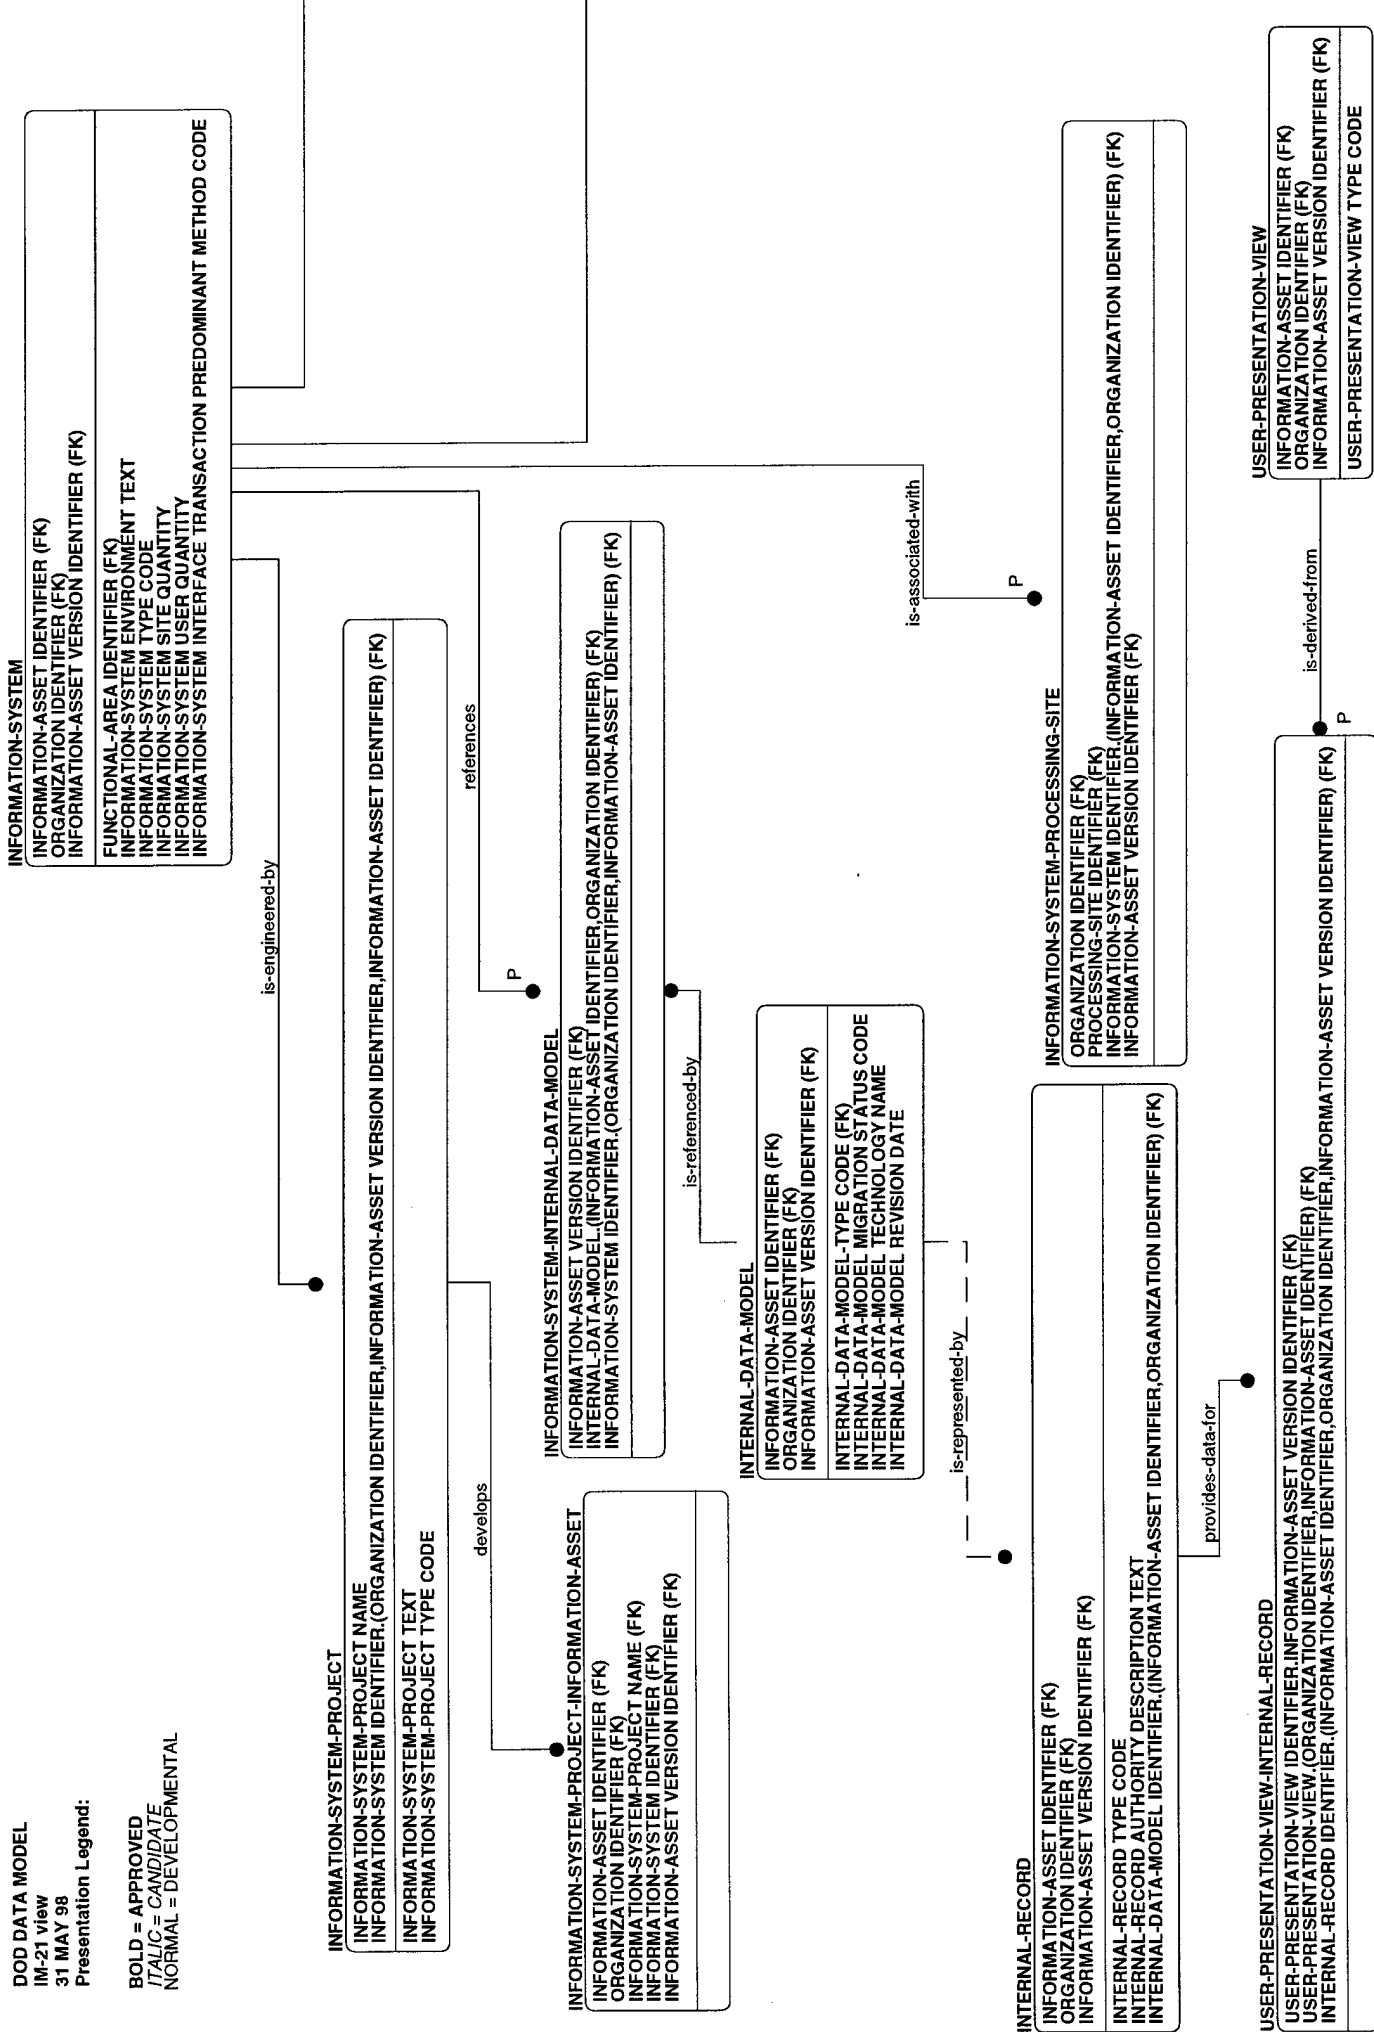 DOD DATA MODEL
IM-21 view
31 MAY 98
Presentation Legend:
BOLD = APPROVED
ITALIC = CANDIDATE
NORMAL = DEVELOPMENTAL
INFORMATION-SYSTEM
INFORMATION-ASSET IDENTIFIER (FK)
ORGANIZATION IDENTIFIER (FK)
INFORMATION-ASSET VERSION IDENTIFIER (FK)
FUNCTIONAL-AREA IDENTIFIER (FK)
INFORMATION-SYSTEM ENVIRONMENT TEXT
INFORMATION-SYSTEM TYPE CODE
INFORMATION-SYSTEM SITE QUANTITY
INFORMATION-SYSTEM USER QUANTITY
INFORMATION-SYSTEM INTERFACE TRANSACTION PREDOMINANT METHOD CODE
is-engineered-by
INFORMATION-SYSTEM-PROJECT
INFORMATION-SYSTEM-PROJECT NAME
INFORMATION-SYSTEM IDENTIFIER.(ORGANIZATION IDENTIFIER,INFORMATION-ASSET VERSION IDENTIFIER,INFORMATION-ASSET IDENTIFIER) (FK)
INFORMATION-SYSTEM-PROJECT TEXT
INFORMATION-SYSTEM-PROJECT TYPE CODE
develops
references
P
INFORMATION-SYSTEM-PROJECT-INFORMATION-ASSET
INFORMATION-ASSET IDENTIFIER (FK)
ORGANIZATION IDENTIFIER (FK)
INFORMATION-SYSTEM-PROJECT NAME (FK)
INFORMATION-SYSTEM IDENTIFIER (FK)
INFORMATION-ASSET VERSION IDENTIFIER (FK)
INFORMATION-SYSTEM-INTERNAL-DATA-MODEL
INFORMATION-ASSET VERSION IDENTIFIER (FK)
INTERNAL-DATA-MODEL.(INFORMATION-ASSET IDENTIFIER,ORGANIZATION IDENTIFIER) (FK)
INFORMATION-SYSTEM IDENTIFIER.(ORGANIZATION IDENTIFIER,INFORMATION-ASSET IDENTIFIER) (FK)
is-referenced-by
INTERNAL-DATA-MODEL
INFORMATION-ASSET IDENTIFIER (FK)
ORGANIZATION IDENTIFIER (FK)
INFORMATION-ASSET VERSION IDENTIFIER (FK)
INTERNAL-DATA-MODEL-TYPE CODE (FK)
INTERNAL-DATA-MODEL MIGRATION STATUS CODE
INTERNAL-DATA-MODEL TECHNOLOGY NAME
INTERNAL-DATA-MODEL REVISION DATE
is-represented-by
is-associated-with
P
INTERNAL-RECORD
INFORMATION-ASSET IDENTIFIER (FK)
ORGANIZATION IDENTIFIER (FK)
INFORMATION-ASSET VERSION IDENTIFIER (FK)
INTERNAL-RECORD TYPE CODE
INTERNAL-RECORD AUTHORITY DESCRIPTION TEXT
INTERNAL-DATA-MODEL IDENTIFIER.(INFORMATION-ASSET IDENTIFIER,ORGANIZATION IDENTIFIER) (FK)
INFORMATION-SYSTEM-PROCESSING-SITE
ORGANIZATION IDENTIFIER (FK)
PROCESSING-SITE IDENTIFIER (FK)
INFORMATION-SYSTEM IDENTIFIER.(INFORMATION-ASSET IDENTIFIER,ORGANIZATION IDENTIFIER) (FK)
INFORMATION-ASSET VERSION IDENTIFIER (FK)
provides-data-for
USER-PRESENTATION-VIEW-INTERNAL-RECORD
USER-PRESENTATION-VIEW IDENTIFIER.INFORMATION-ASSET VERSION IDENTIFIER (FK)
USER-PRESENTATION-VIEW.(ORGANIZATION IDENTIFIER,INFORMATION-ASSET IDENTIFIER) (FK)
INTERNAL-RECORD IDENTIFIER.(INFORMATION-ASSET IDENTIFIER,ORGANIZATION IDENTIFIER,INFORMATION-ASSET VERSION IDENTIFIER) (FK)
P
is-derived-from
USER-PRESENTATION-VIEW
INFORMATION-ASSET IDENTIFIER (FK)
ORGANIZATION IDENTIFIER (FK)
INFORMATION-ASSET VERSION IDENTIFIER (FK)
USER-PRESENTATION-VIEW TYPE CODE